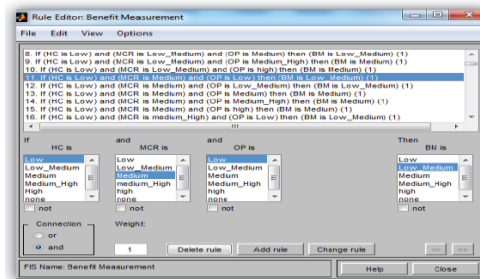 Rule Editor: Benefit Measurement
File Edit View Options
8. If (HC is Low) and (MCR is Low_Medium) and (OP is Medium) then (BM is Low_Medium) (1)
9. If (HC is Low) and (MCR is Low_Medium) and (OP is Medium_High) then (BM is Medium) (1)
10. If (HC is Low) and (MCR is Low_Medium) and (OP is high) then (BM is Medium) (1)
11. If (HC is Low) and (MCR is Medium) and (OP is Low) then (BM is Low_Medium) (1)
12. If (HC is Low) and (MCR is Medium) and (OP is Low_Medium) then (BM is Medium) (1)
13. If (HC is Low) and (MCR is Medium) and (OP is Medium) then (BM is Medium) (1)
14. If (HC is Low) and (MCR is Medium) and (OP is Medium_High) then (BM is Medium) (1)
15. If (HC is Low) and (MCR is Medium) and (OP is high) then (BM is Medium) (1)
16. If (HC is Low) and (MCR is medium_High) and (OP is Low) then (BM is Low_Medium) (1)
If and and Then
HC is MCR is OP is BM is
Low Low Low Low
Low_Medium Low_Medium Low_Medium Low_Medium
Medium Medium Medium Medium
Medium_High medium_High Medium_High Medium_High
High high high high
none none none none
not not not not
Connection Weight:
or
and 1 Delete rule Add rule Change rule << >>
FIS Name: Benefit Measurement Help Close